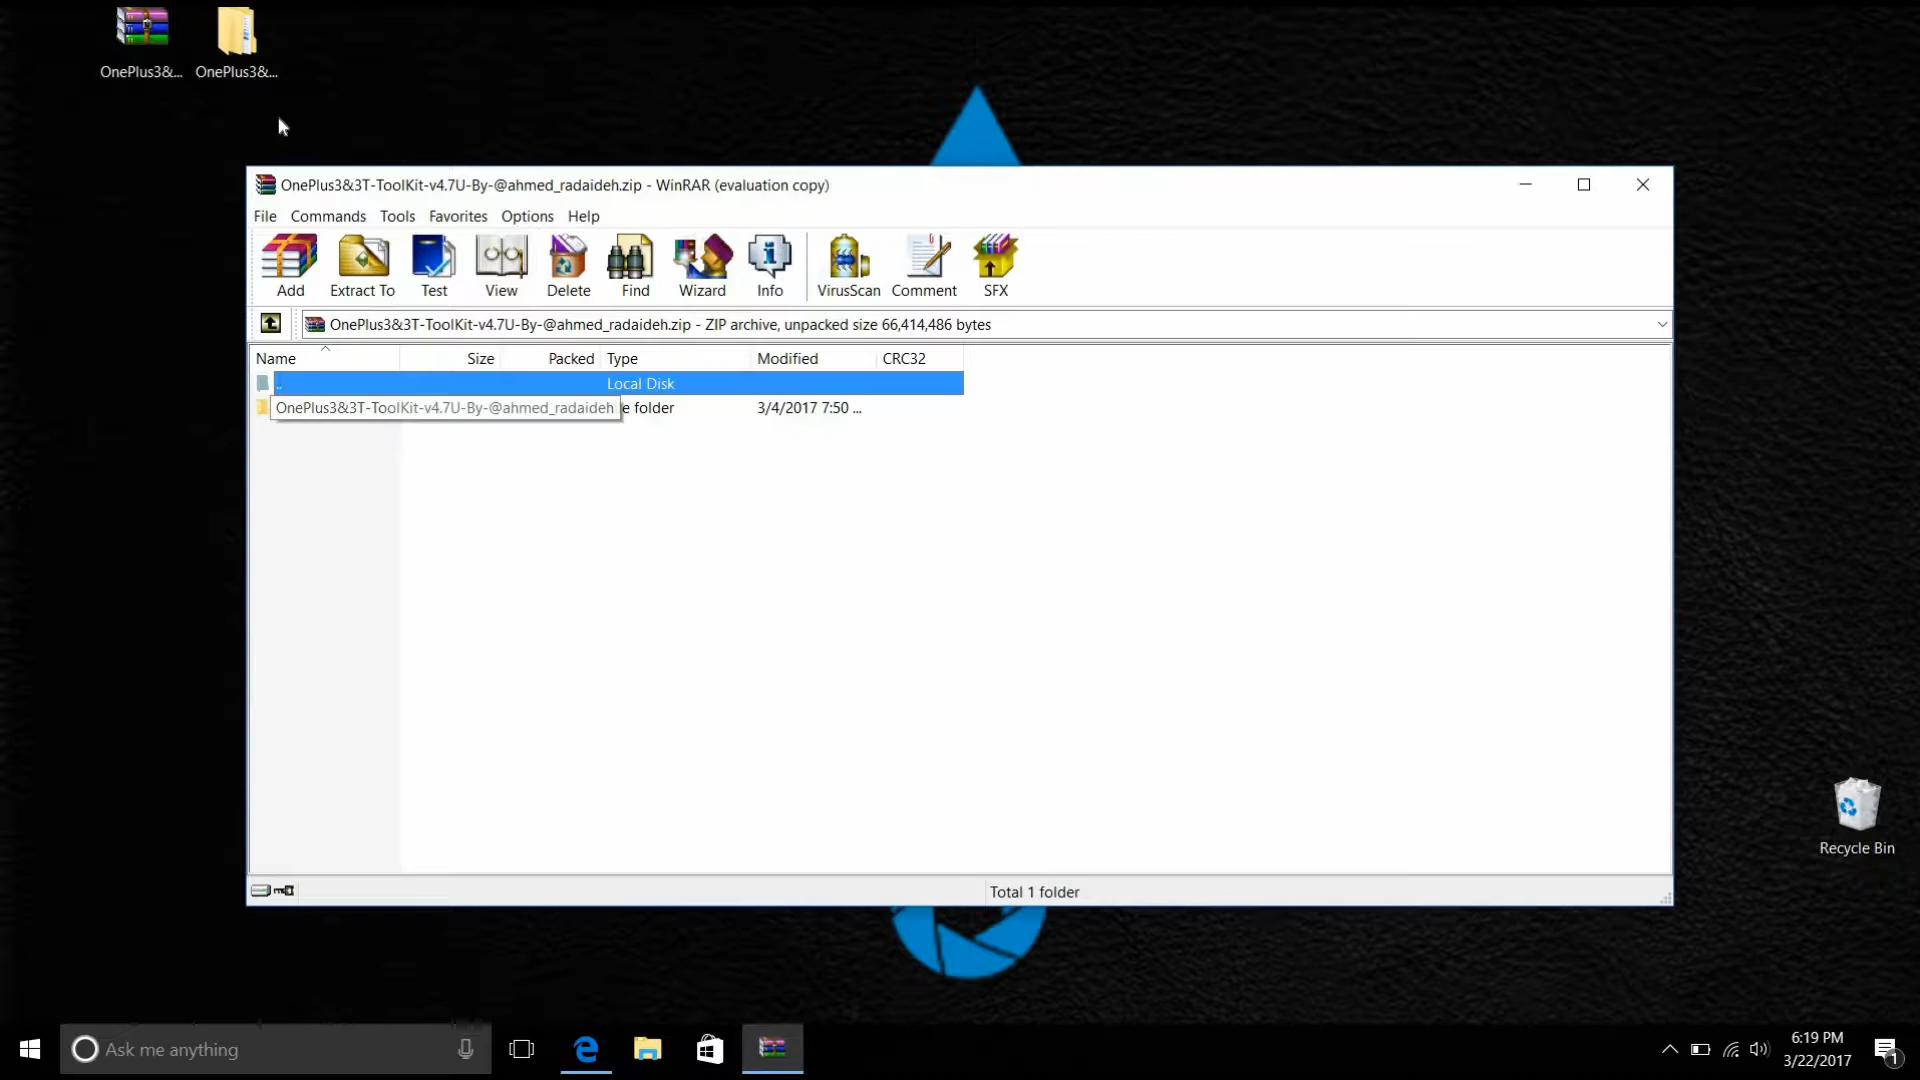 OnePlus3&... OnePlus3&...
OnePlus3&3T-ToolKit-v4.7U-By-@ahmed_radaideh.zip - WinRAR (evaluation copy)
File Commands Tools Favorites Options Help
Add Extract To Test View Delete Find Wizard Info VirusScan Comment SFX
OnePlus3&3T-ToolKit-v4.7U-By-@ahmed_radaideh.zip - ZIP archive, unpacked size 66,414,486 bytes
Name Size Packed Type Modified CRC32
.. Local Disk
OnePlus3&3T-ToolKit-v4.7U-By-@ahmed_radaideh e folder 3/4/2017 7:50 ...
Total 1 folder
Recycle Bin
Ask me anything
6:19 PM
3/22/2017
1